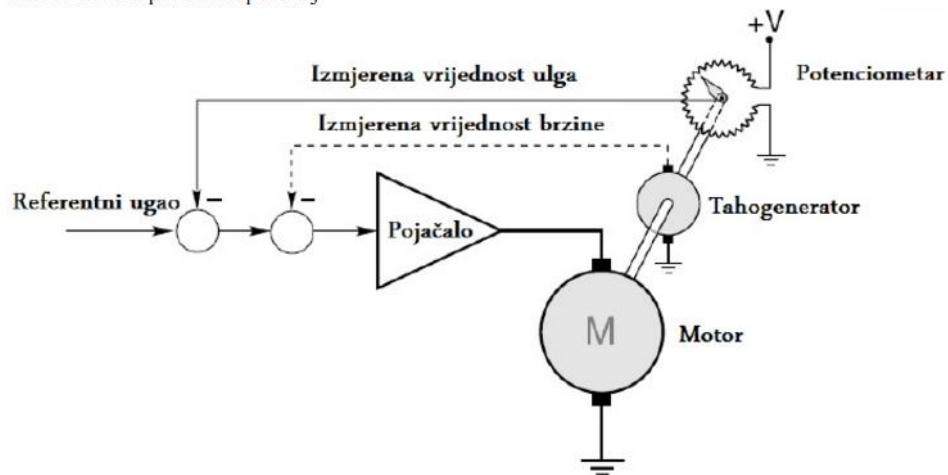 +V
Izmjerena vrijednost ulga
Potenciometar
Izmjerena vrijednost brzine
–
–
Referentni ugao
Tahogenerator
Pojačalo
M
Motor